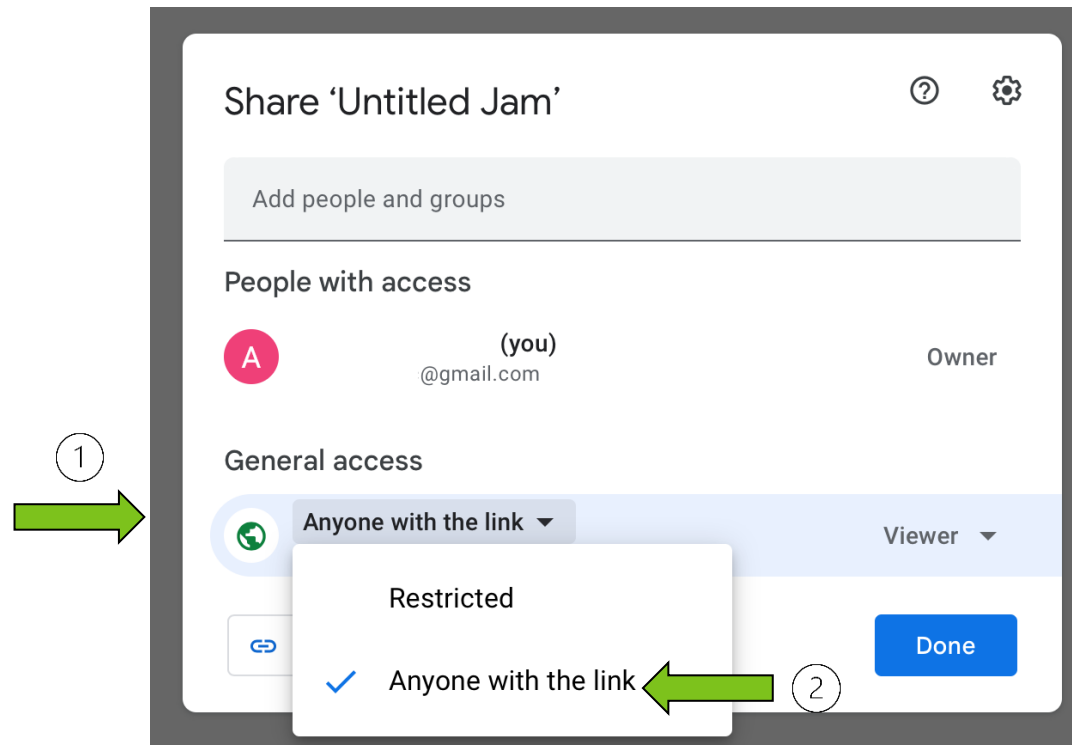 Share ‘Untitled Jam’
Add people and groups
People with access
A
(you)
@gmail.com
Owner
1
General access
Anyone with the link
Viewer
Restricted
Done
Anyone with the link
2